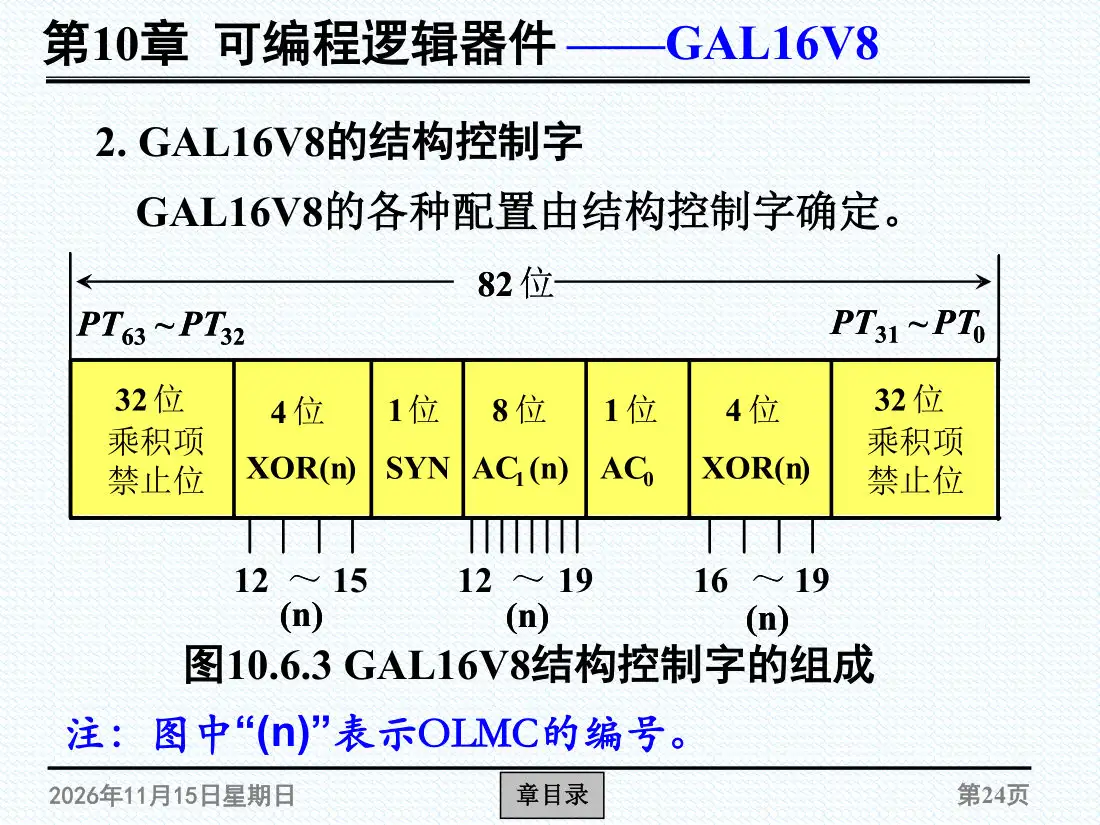 第10章 可编程逻辑器件 ——GAL16V8
2. GAL16V8的结构控制字
GAL16V8的各种配置由结构控制字确定。
82位
PT63 ~ PT32 PT31 ~ PT0
32位 乘积项 禁止位
4位 XOR(n)
1位 SYN
8位 AC1(n)
1位 AC0
4位 XOR(n)
32位 乘积项 禁止位
12 ~ 15 12 ~ 19 16 ~ 19
(n) (n) (n)
图10.6.3 GAL16V8结构控制字的组成
注：图中“(n)”表示OLMC的编号。
2026年11月15日星期日 章目录 第24页